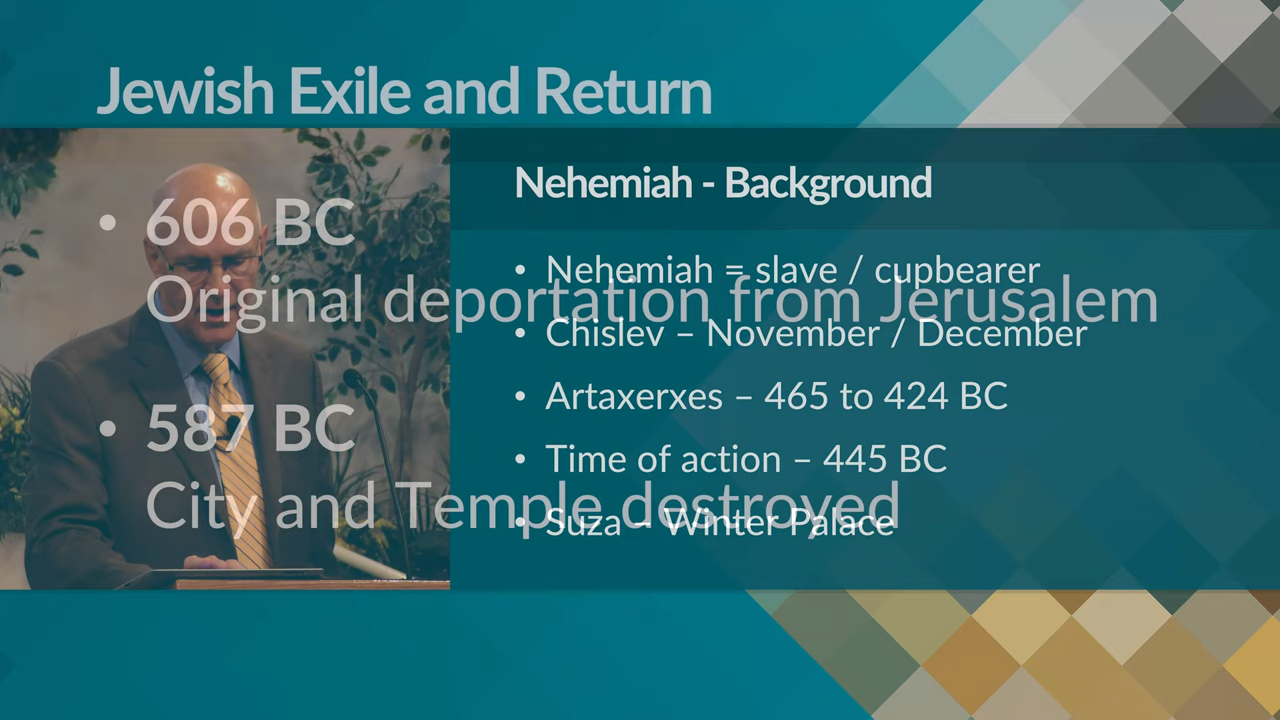 Jewish Exile and Return
• 606 BC
Original deportation from Jerusalem
• 587 BC
City and Temple destroyed
Nehemiah - Background
• Nehemiah = slave / cupbearer
• Chislev – November / December
• Artaxerxes – 465 to 424 BC
• Time of action – 445 BC
• Suza – Winter Palace